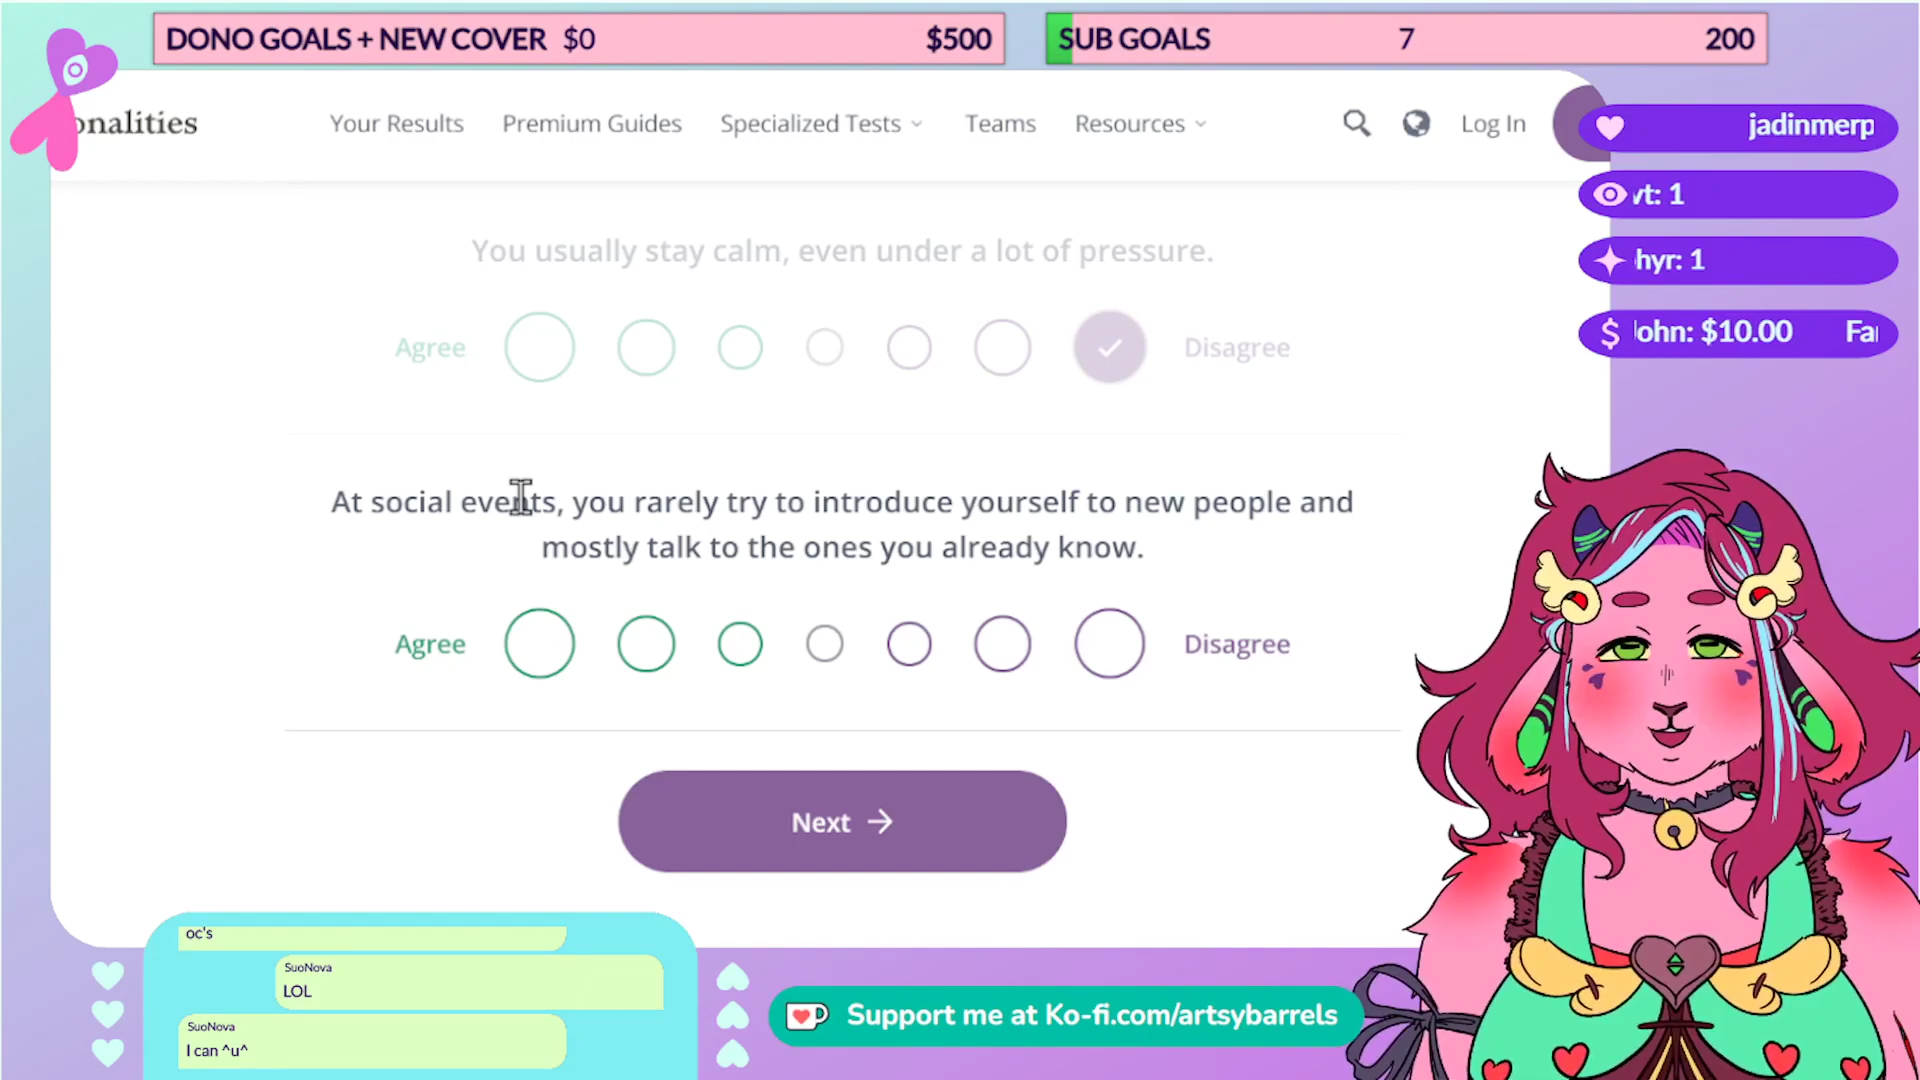 DONO GOALS + NEW COVER $0 $500
SUB GOALS 7 200
onalities
Your Results
Premium Guides
Specialized Tests
Teams
Resources
Log In
jadinmerp
vt: 1
hyr: 1
$ ohn: $10.00 Fa
You usually stay calm, even under a lot of pressure.
Agree
Disagree
At social events, you rarely try to introduce yourself to new people and
mostly talk to the ones you already know.
Agree
Disagree
Next
oc's
SuoNova
LOL
SuoNova
I can ^u^
Support me at Ko-fi.com/artsybarrels